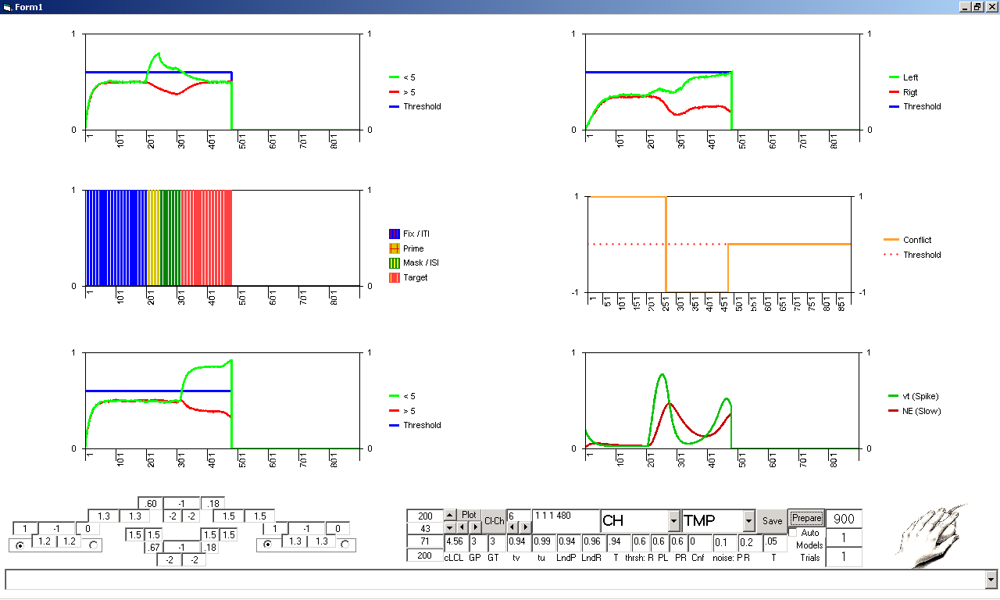 Form1
1 1 1 1
< 5 Left
> 5 Rigt
Threshold Threshold
0 0 0 0
1 101 201 301 401 501 601 701 801 1 101 201 301 401 501 601 701 801
1 1 1 1
Fix / ITI Conflict
Prime Threshold
Mask / ISI
Target
0 0 -1 -1
1 101 201 301 401 501 601 701 801 1 51 101 151 201 251 301 351 401 451 501 551 601 651 701 751 801 851
1 1 1 1
< 5 vt (Spike)
> 5 NE (Slow)
Threshold
0 0 0 0
1 101 201 301 401 501 601 701 801 1 101 201 301 401 501 601 701 801
.60 -1 .18
1.3 1.3 -2 -2 1.5 1.5
1 -1 0 1.5 1.5 1.5 1.5 1 -1 0
1.2 1.2 .67 -1 .18 1.3 1.3
-2 -2
200 Plot Cl-Ch 6 1 1 1 480 CH TMP Save Prepare 900
43 Auto 1
71 4.56 3 3 0.94 0.99 0.94 0.96 .94 0.6 0.6 0.6 0 0.1 0.2 .05 Models
200 cLCL GP GT tv tu LndP LndR T thrsh: R PL PR Cnf noise: P R T Trials 1